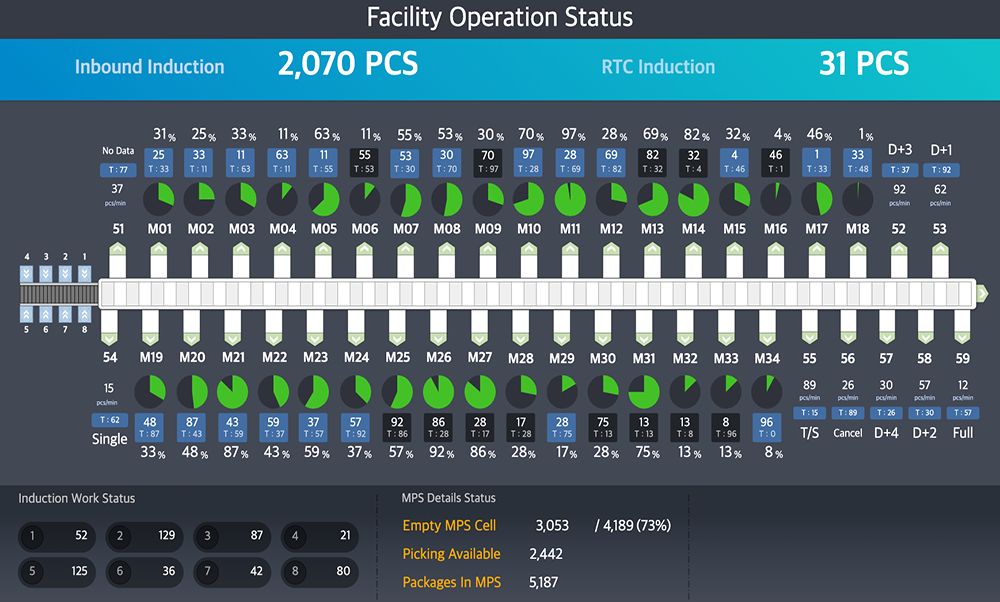 Facility Operation Status
Inbound Induction 2,070 PCS RTC Induction 31 PCS
31 % 25 % 33 % 11 % 63 % 11 % 55 % 53 % 30 % 70 % 97 % 28 % 69 % 82 % 32 % 4 % 46 % 1 %
No Data D+3 D+1
25 33 11 63 11 55 53 30 70 97 28 69 82 32 4 46 1 33
T : 77 T : 33 T : 11 T : 63 T : 11 T : 55 T : 53 T : 30 T : 70 T : 97 T : 28 T : 69 T : 82 T : 32 T : 4 T : 46 T : 1 T : 33 T : 48 T : 37 T : 92
37 92 62
pcs/min pcs/min pcs/min
51 M01 M02 M03 M04 M05 M06 M07 M08 M09 M10 M11 M12 M13 M14 M15 M16 M17 M18 52 53
4 3 2 1
5 6 7 8
54 M19 M20 M21 M22 M23 M24 M25 M26 M27 M28 M29 M30 M31 M32 M33 M34 55 56 57 58 59
15 89 26 30 57 12
pcs/min pcs/min pcs/min pcs/min pcs/min pcs/min
T : 62 T : 15 T : 89 T : 26 T : 30 T : 57
48 87 43 59 37 57 92 86 28 17 28 75 13 13 8 96
T : 87 T : 43 T : 59 T : 37 T : 57 T : 92 T : 86 T : 28 T : 17 T : 28 T : 75 T : 13 T : 13 T : 8 T : 96 T : 0
Single T/S Cancel D+4 D+2 Full
33 % 48 % 87 % 43 % 59 % 37 % 57 % 92 % 86 % 28 % 17 % 28 % 75 % 13 % 13 % 8 %
Induction Work Status
1 52 2 129 3 87 4 21
5 125 6 36 7 42 8 80
MPS Details Status
Empty MPS Cell 3,053 / 4,189 (73%)
Picking Available 2,442
Packages In MPS 5,187